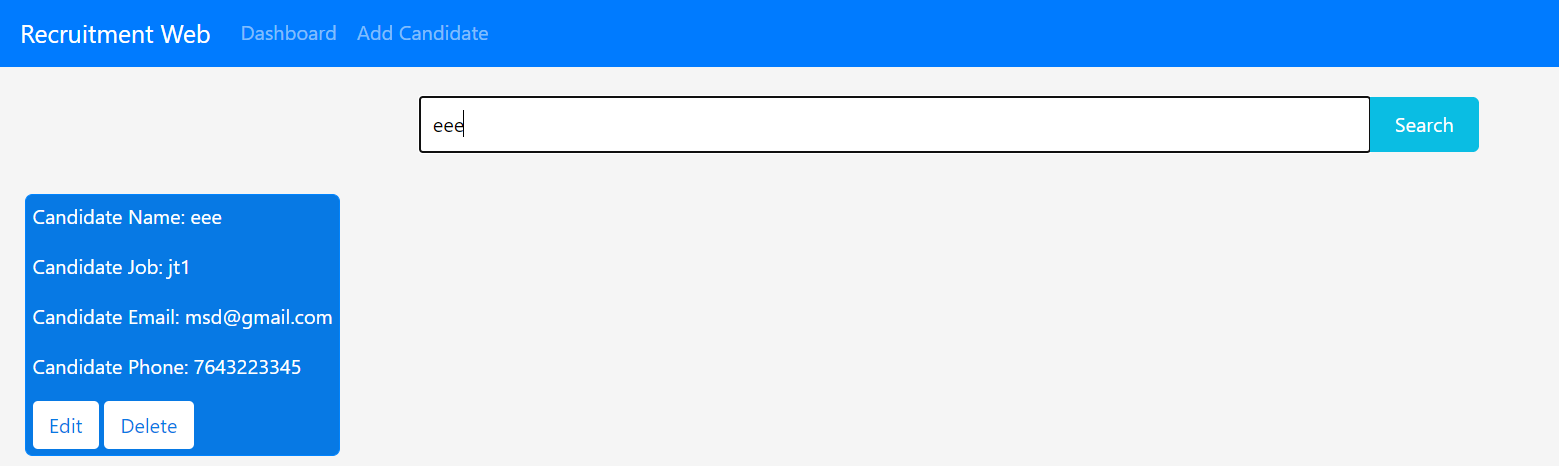 Recruitment Web Dashboard Add Candidate
eee Search
Candidate Name: eee
Candidate Job: jt1
Candidate Email: msd@gmail.com
Candidate Phone: 7643223345
Edit Delete